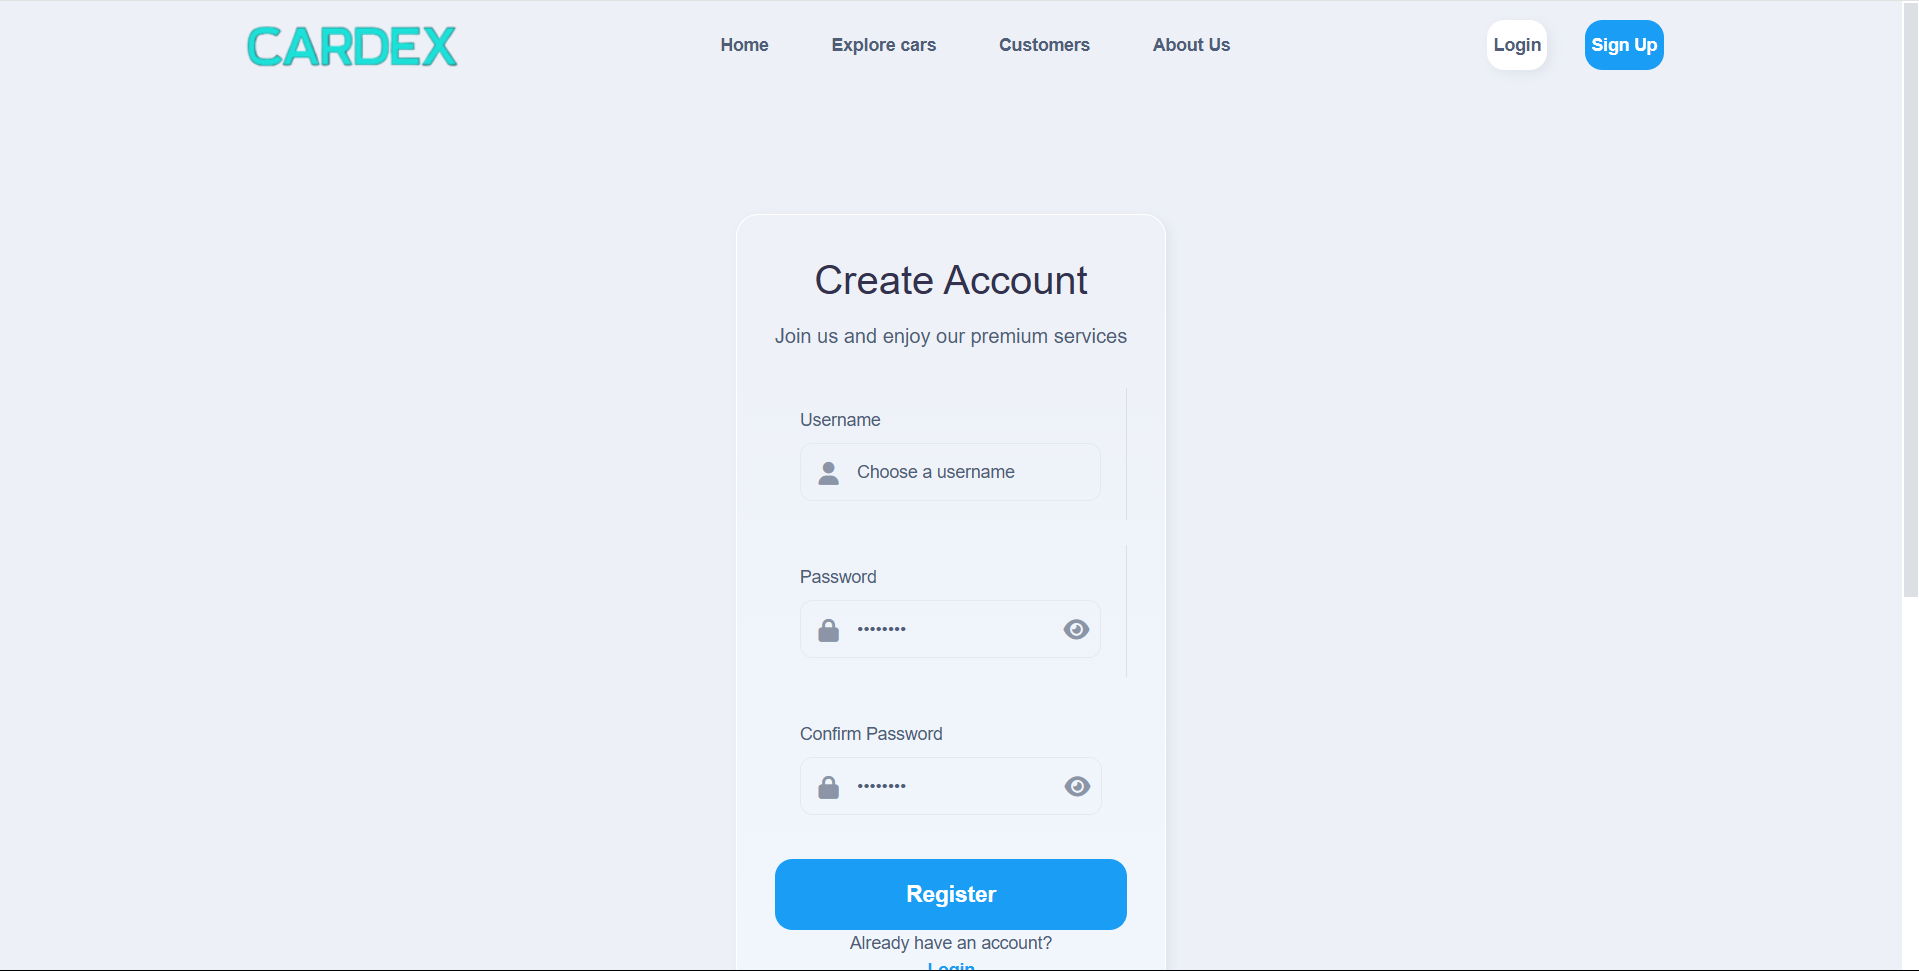 CARDEX
Home Explore cars Customers About Us
Login Sign Up
Create Account
Join us and enjoy our premium services
Username
Choose a username
Password
••••••••
Confirm Password
••••••••
Register
Already have an account?
Login